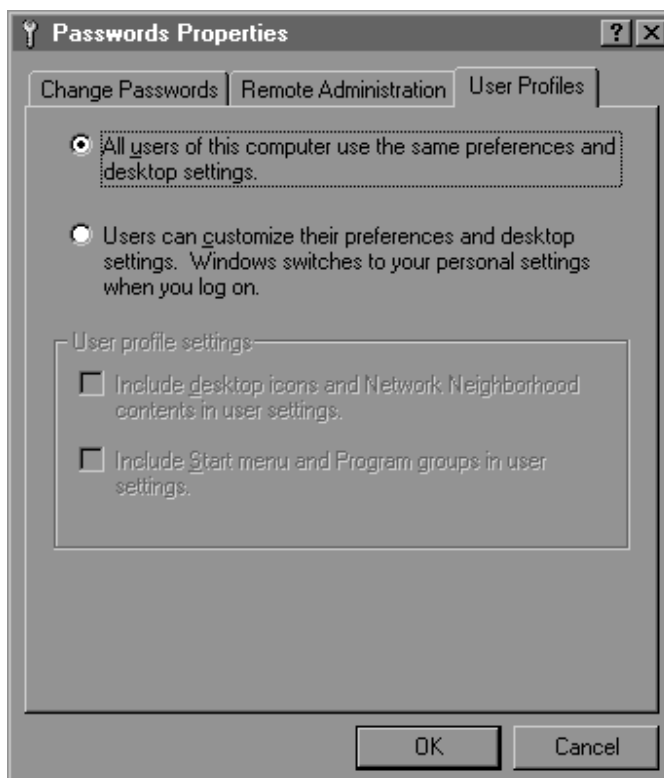 Passwords Properties
Change Passwords
Remote Administration
User Profiles
All users of this computer use the same preferences and
desktop settings.
Users can customize their preferences and desktop
settings. Windows switches to your personal settings
when you log on.
User profile settings
Include desktop icons and Network Neighborhood
contents in user settings.
Include Start menu and Program groups in user
settings.
OK
Cancel